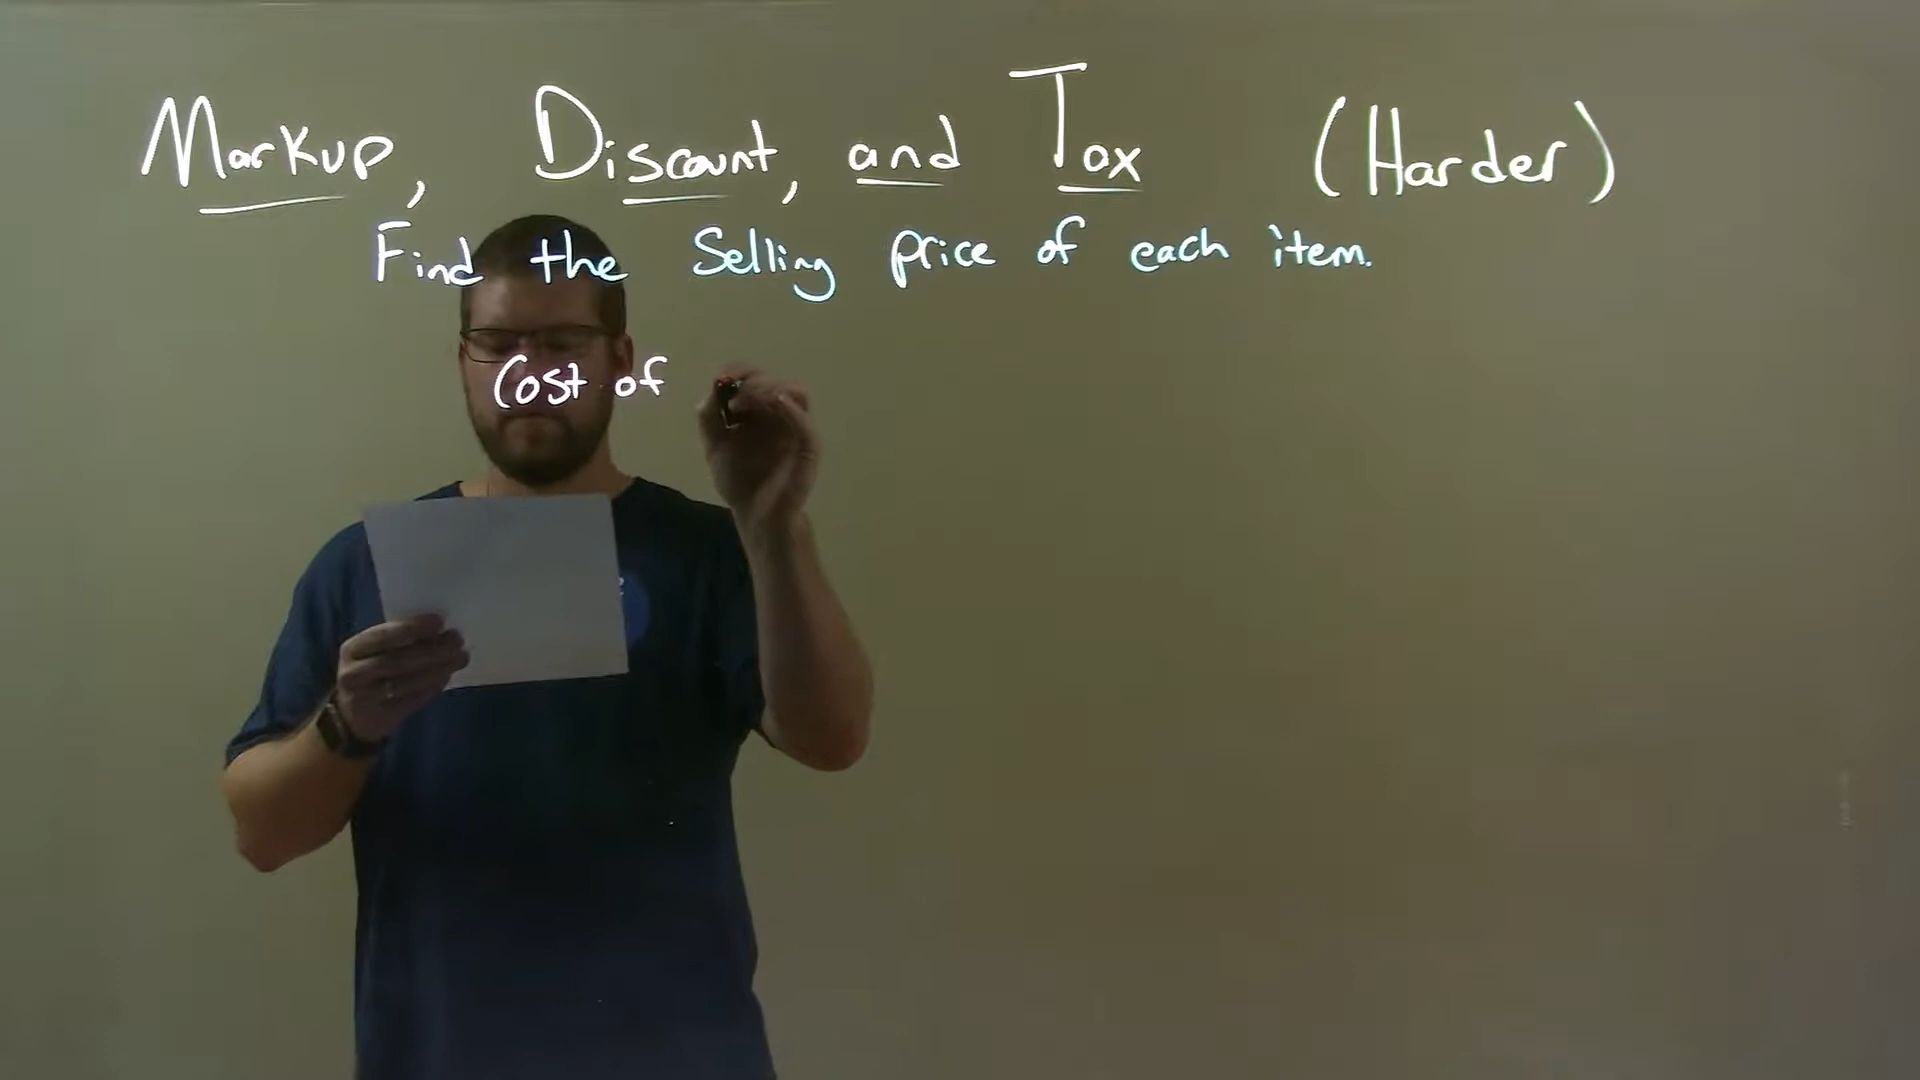 Markup, Discount, and Tax (Harder)
Find the Selling price of each item.
Cost of